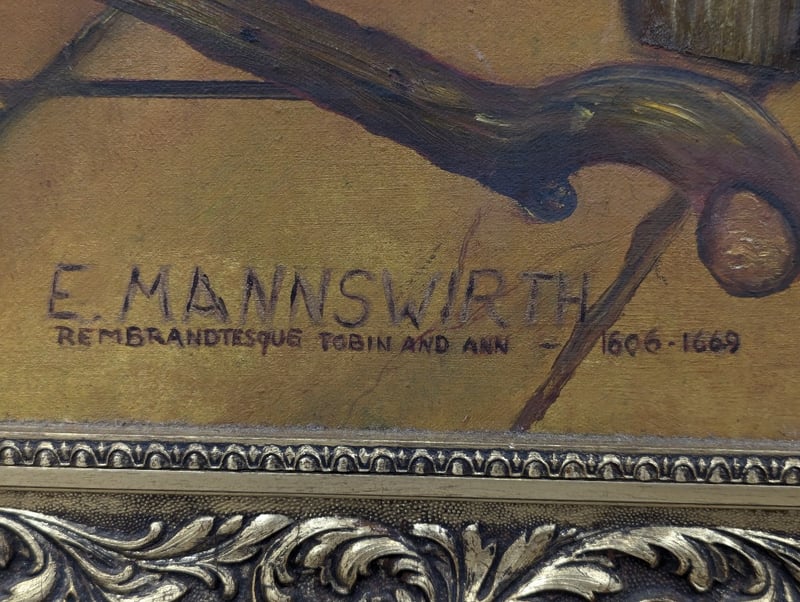 E. MANNSWIRTH
REMBRANDTESQUE TOBIN AND ANN - 1606-1669